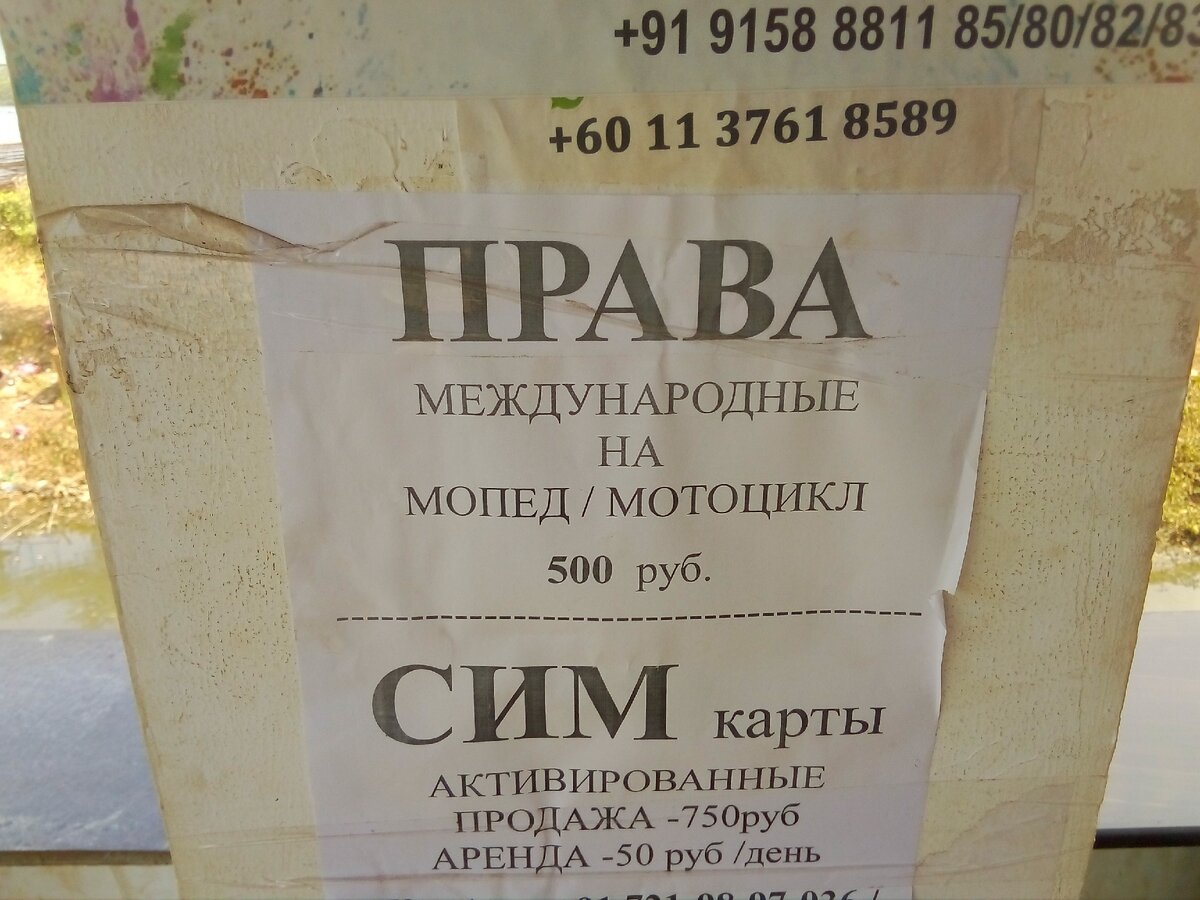 +91 9158 8811 85/80/82/83
+60 11 3761 8589
ПРАВА
МЕЖДУНАРОДНЫЕ
НА
МОПЕД / МОТОЦИКЛ
500 руб.
СИМ карты
АКТИВИРОВАННЫЕ
ПРОДАЖА -750руб
АРЕНДА -50 руб /день